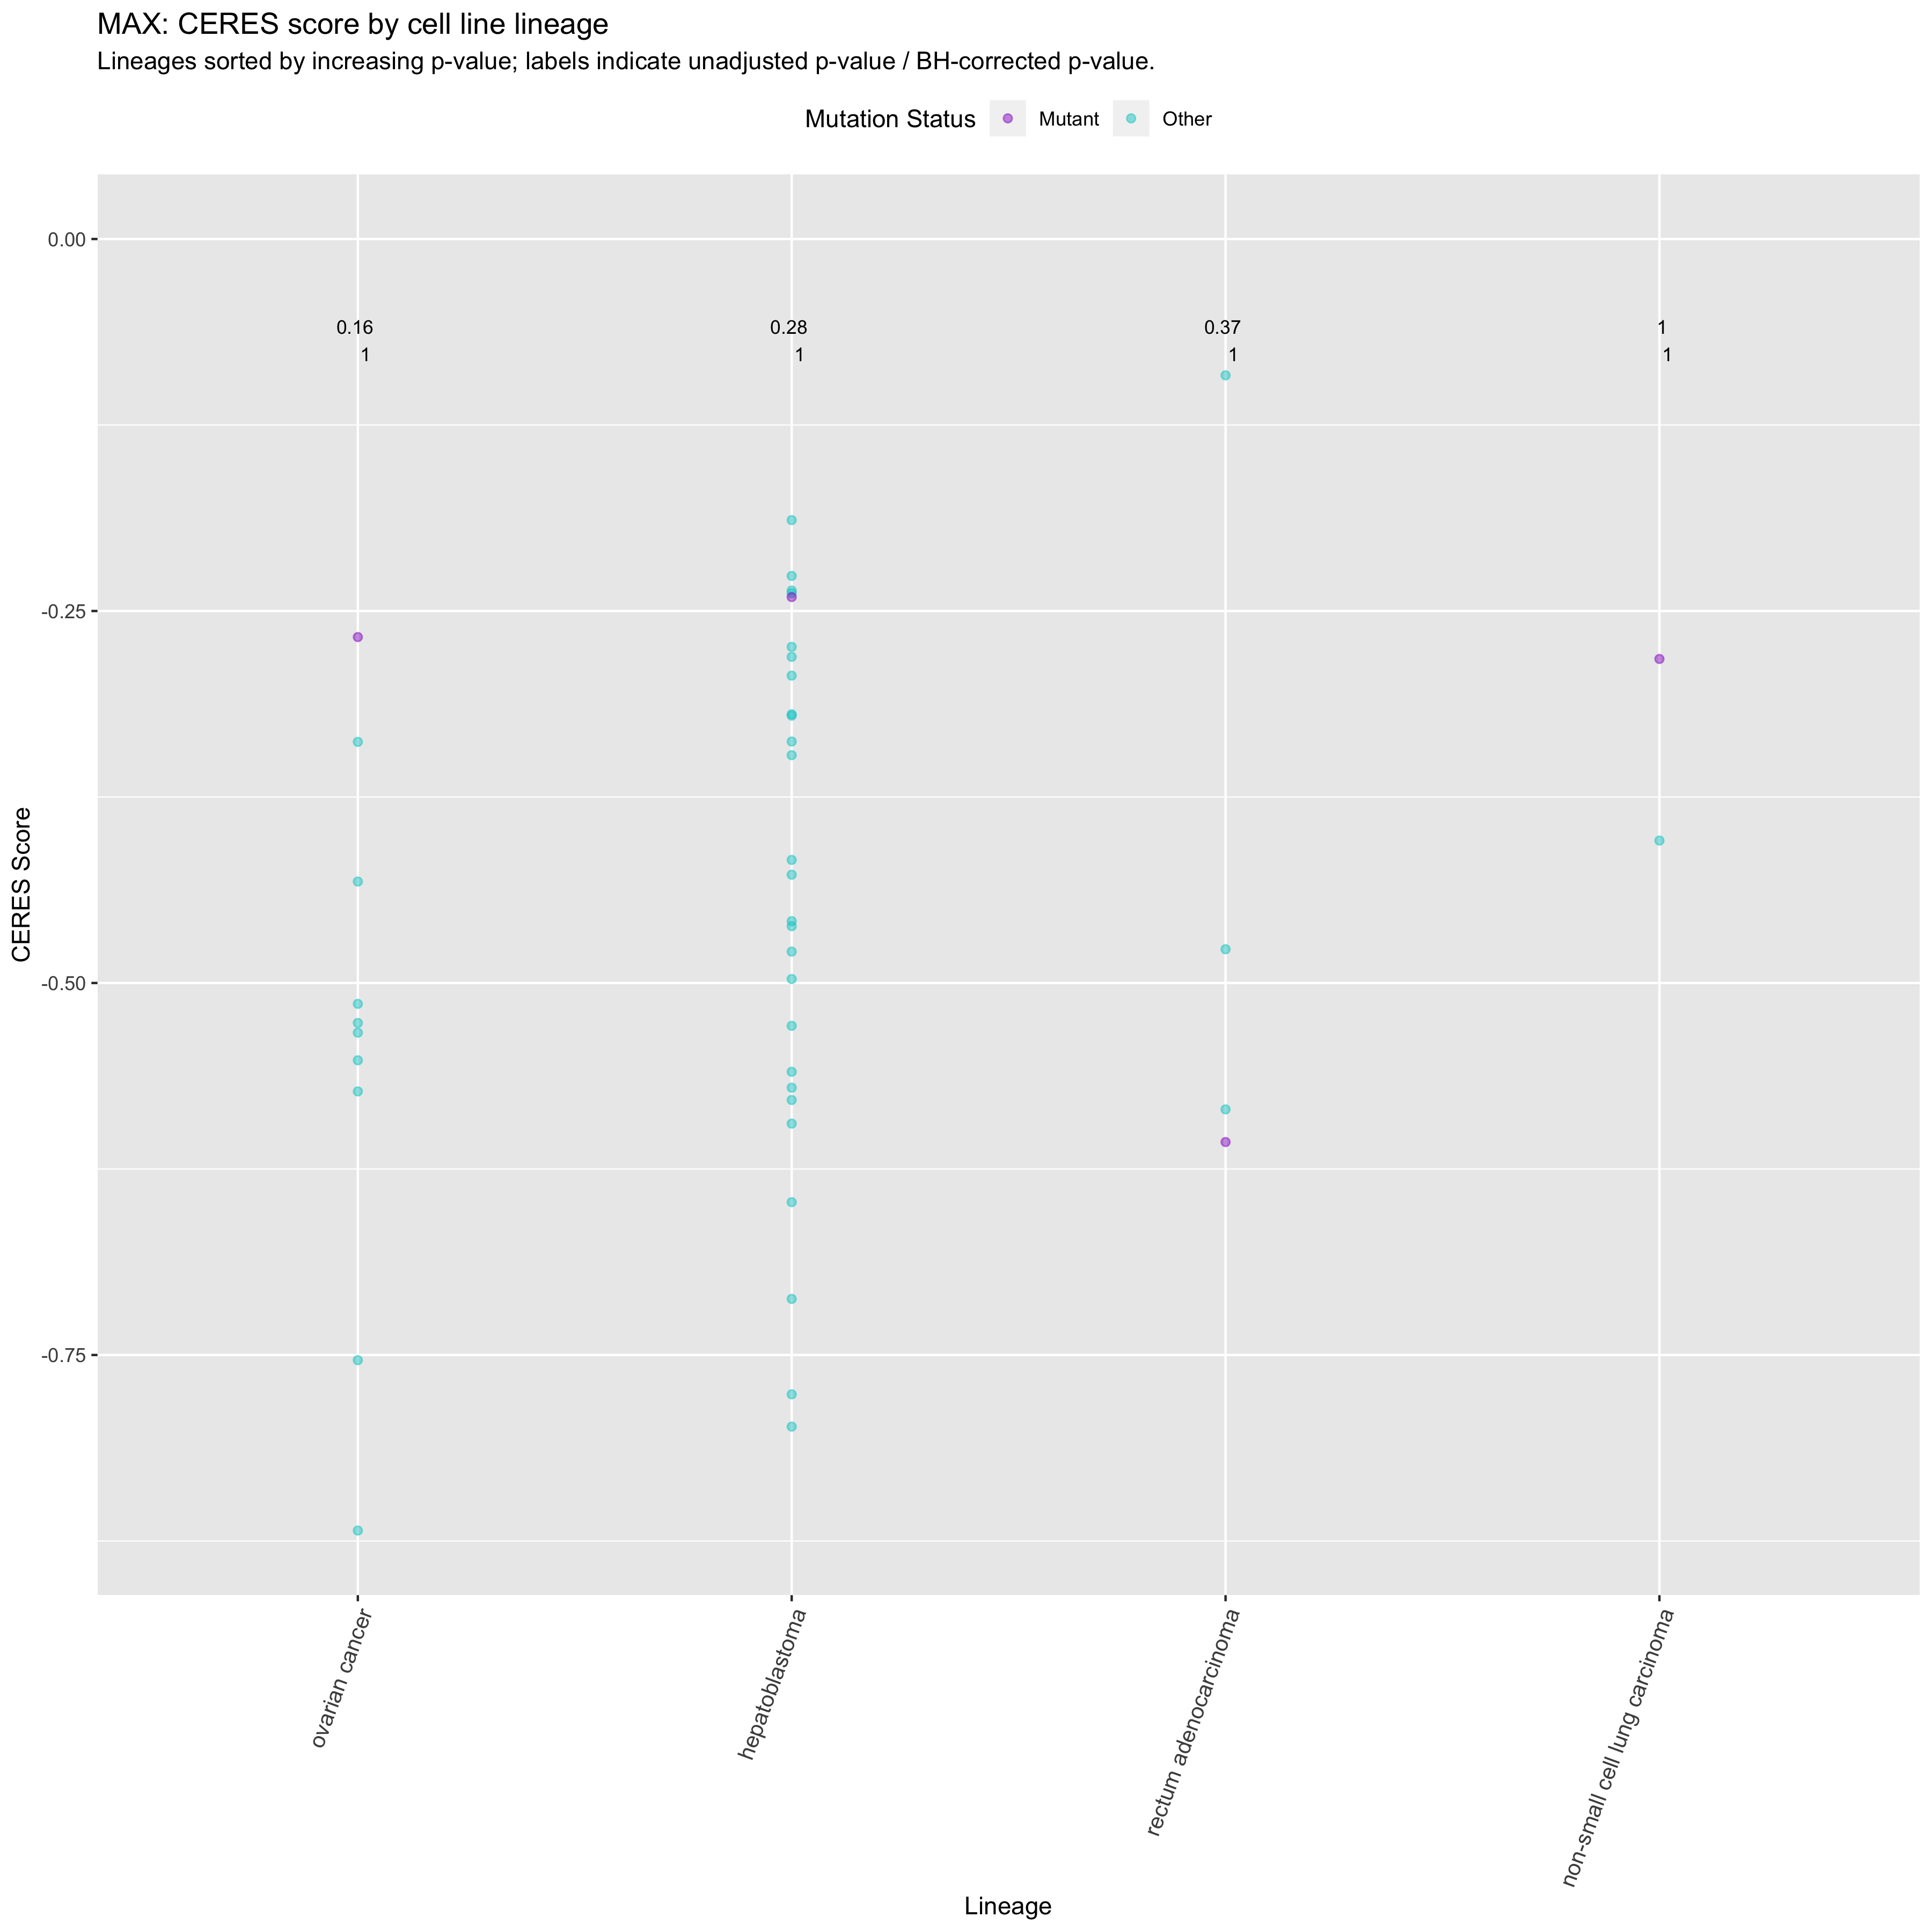 MAX: CERES score by cell line lineage
Lineages sorted by increasing p-value; labels indicate unadjusted p-value / BH-corrected p-value.
Mutation Status Mutant Other
0.00
0.16 0.28 0.37 1
1 1 1 1
-0.25
-0.50
-0.75
CERES Score
ovarian cancer
hepatoblastoma
rectum adenocarcinoma
non-small cell lung carcinoma
Lineage